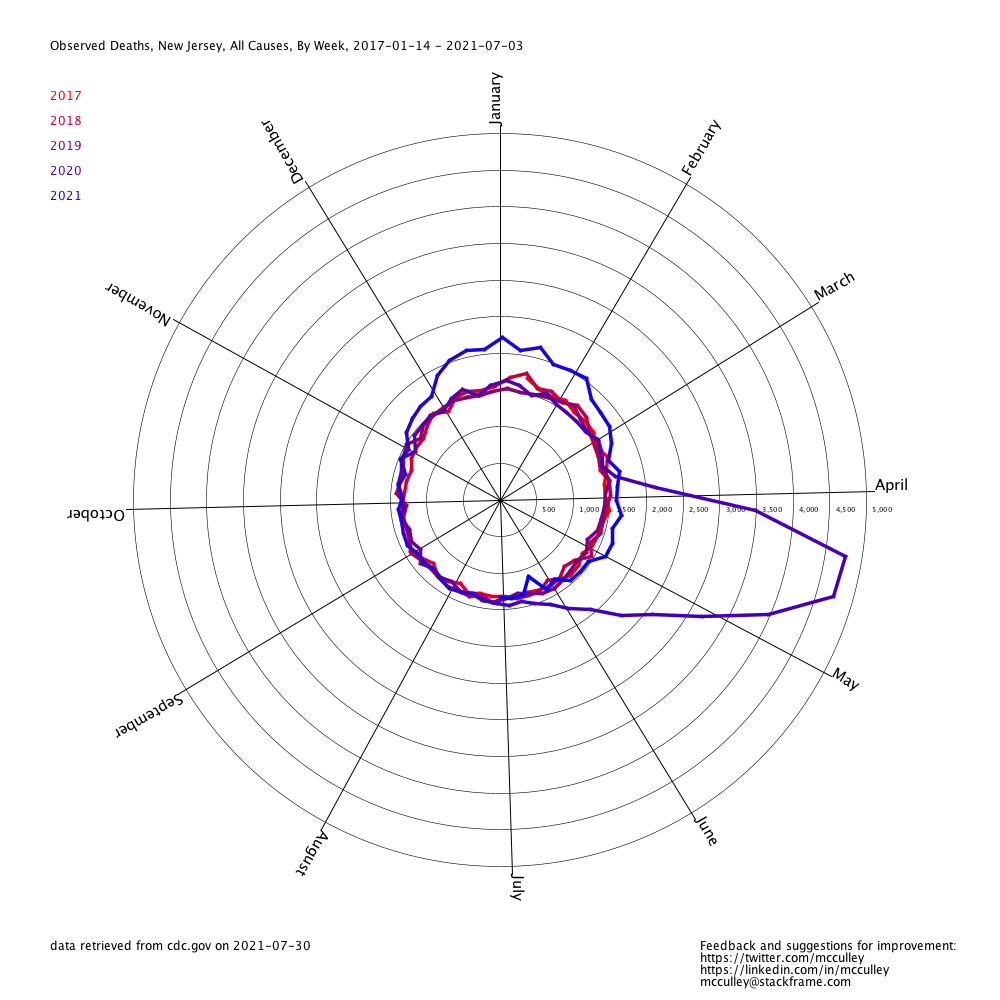 Observed Deaths, New Jersey, All Causes, By Week, 2017-01-14 - 2021-07-03
2017
2018
2019
2020
2021
January
February
March
April
May
June
July
August
September
October
November
December
500
1,000
1,500
2,000
2,500
3,000
3,500
4,000
4,500
5,000
data retrieved from cdc.gov on 2021-07-30
Feedback and suggestions for improvement:
https://twitter.com/mcculley
https://linkedin.com/in/mcculley
mcculley@stackframe.com